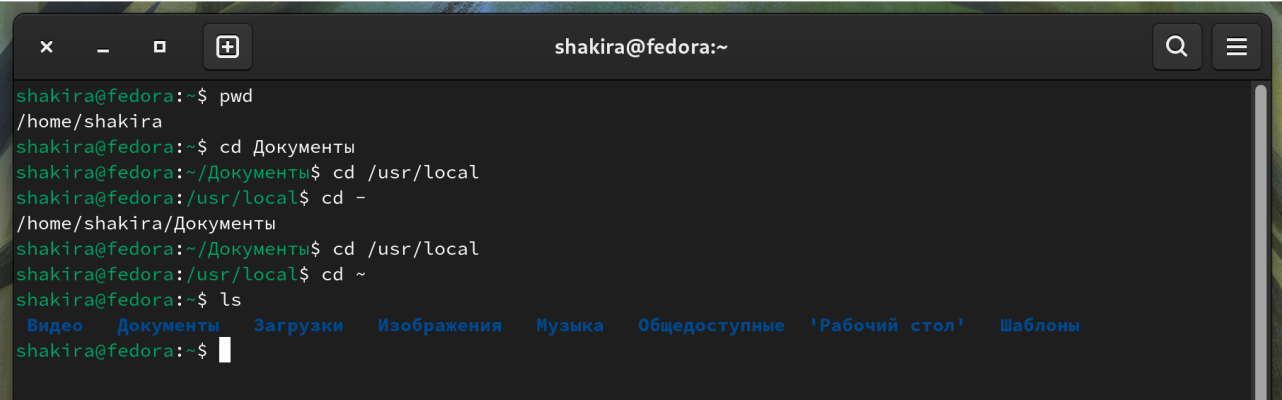 shakira@fedora:~
shakira@fedora:~$ pwd
/home/shakira
shakira@fedora:~$ cd Документы
shakira@fedora:~/Документы$ cd /usr/local
shakira@fedora:/usr/local$ cd -
/home/shakira/Документы
shakira@fedora:~/Документы$ cd /usr/local
shakira@fedora:/usr/local$ cd ~
shakira@fedora:~$ ls
Видео Документы Загрузки Изображения Музыка Общедоступные 'Рабочий стол' Шаблоны
shakira@fedora:~$